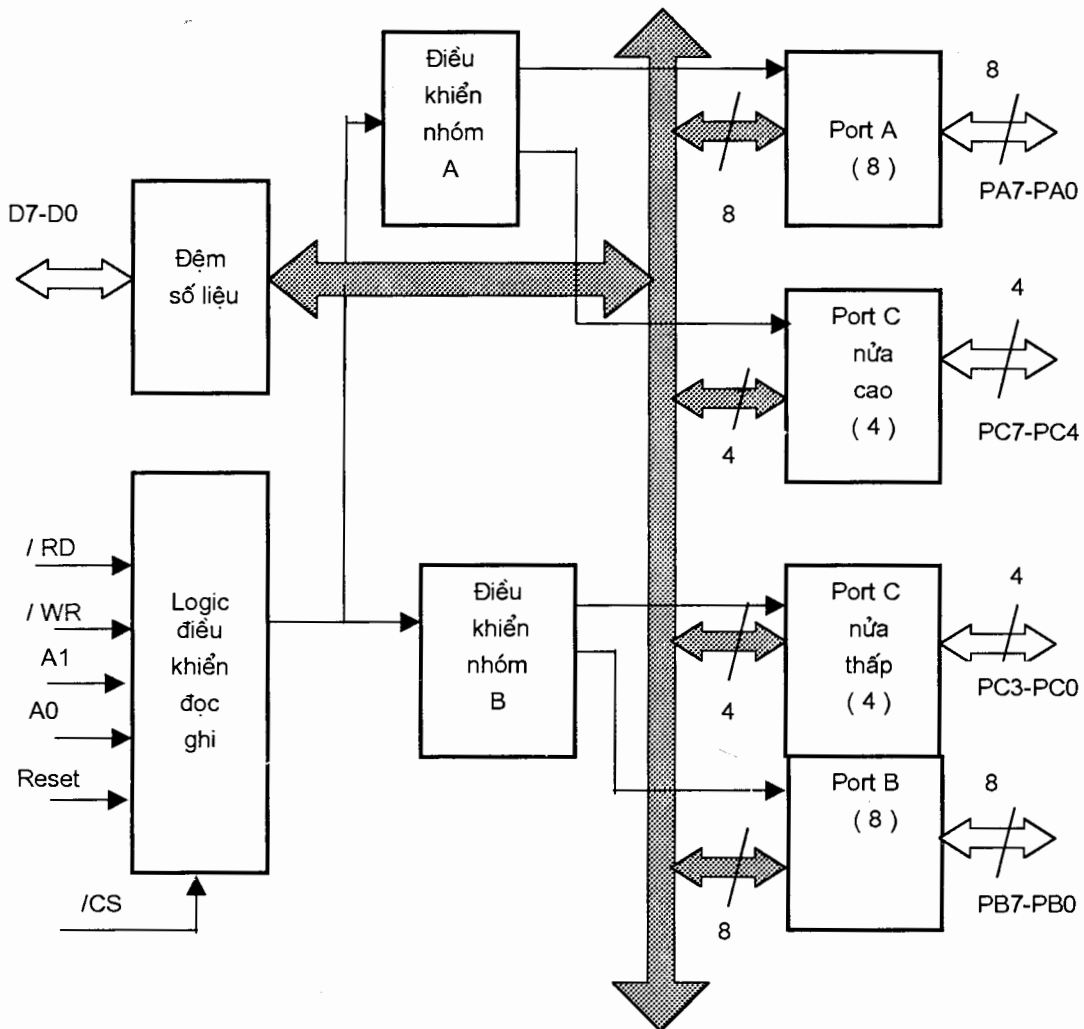 Điều
khiển
nhóm
A
8
Port A
( 8 )
8
PA7-PA0
D7-D0
Đệm
số liệu
Port C
nửa
cao
( 4 )
4
4
PC7-PC4
/ RD
/ WR
A1
A0
Reset
/CS
Logic
điều
khiển
đọc
ghi
Điều
khiển
nhóm
B
4
Port C
nửa
thấp
( 4 )
4
PC3-PC0
Port B
( 8 )
8
8
PB7-PB0